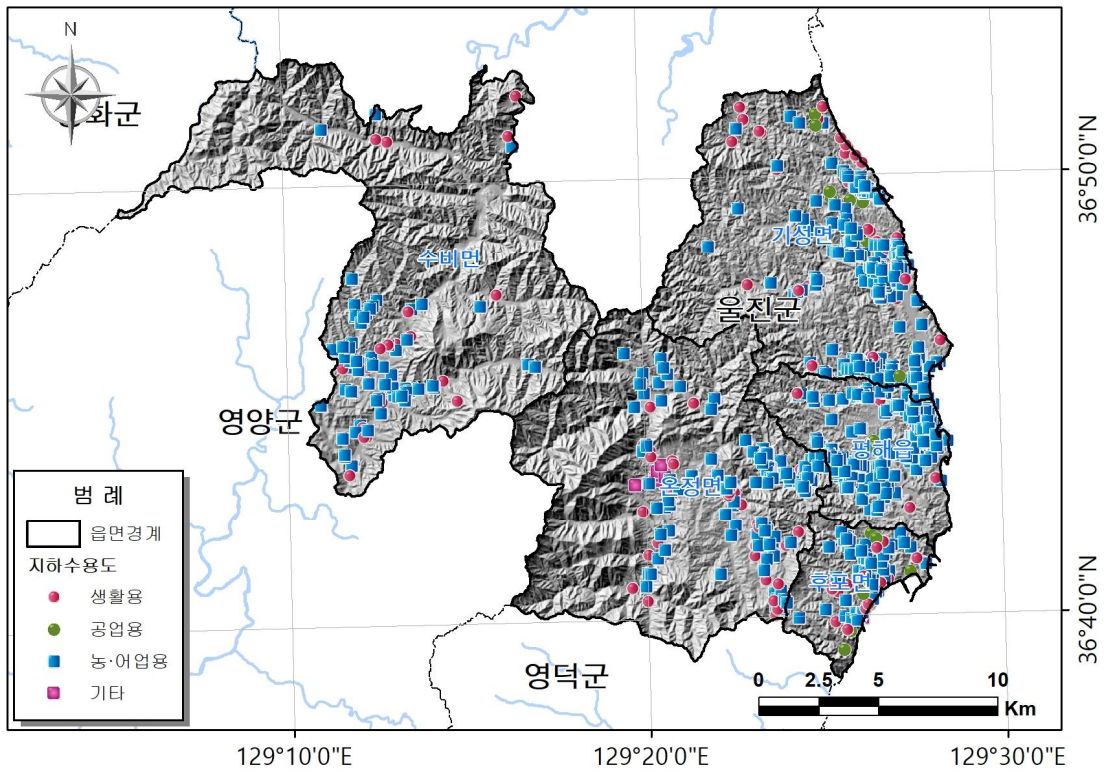 N
화군
수비면
기성면
울진군
영양군
평해읍
온정면
후포면
영덕군
범 례
읍면경계
지하수용도
생활용
공업용
농·어업용
기타
0 2.5 5 10
Km
36°50'0"N
36°40'0"N
129°10'0"E
129°20'0"E
129°30'0"E